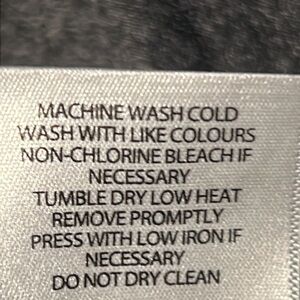 MACHINE WASH COLD
WASH WITH LIKE COLOURS
NON-CHLORINE BLEACH IF
NECESSARY
TUMBLE DRY LOW HEAT
REMOVE PROMPTLY
PRESS WITH LOW IRON IF
NECESSARY
DO NOT DRY CLEAN